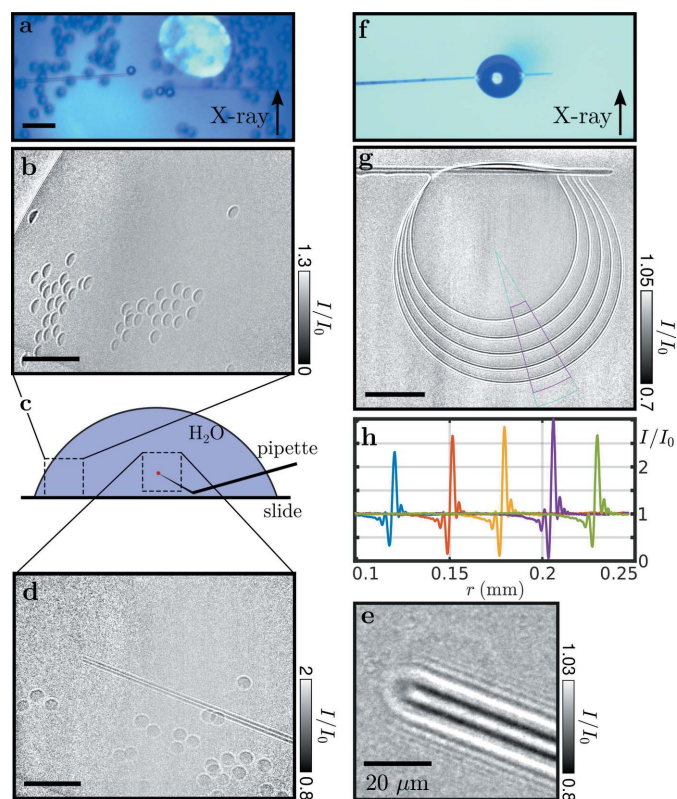 a
X-ray
b
1.3
I/I₀
0
c
H₂O
pipette
slide
d
2
I/I₀
0.8
f
X-ray
g
1.05
I/I₀
0.7
h
I/I₀
2
1
0
0.1
0.15
0.2
0.25
r (mm)
e
20 μm
1.03
I/I₀
0.8